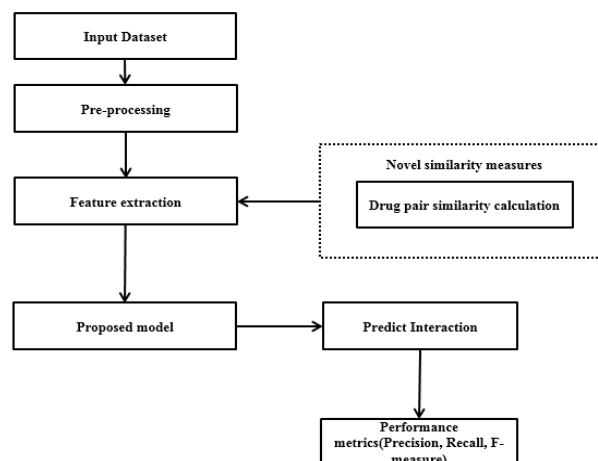 Input Dataset
Pre-processing
Novel similarity measures
Feature extraction
Drug pair similarity calculation
Proposed model
Predict Interaction
Performance
metrics(Precision, Recall, F-
measure)